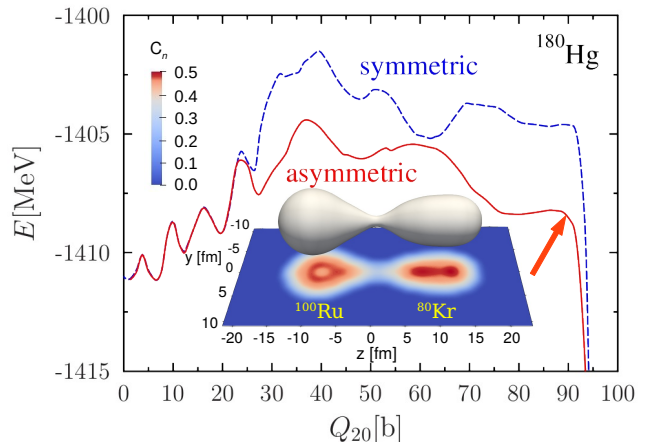 -1400
-1405
-1410
-1415
E[MeV]
C_n
0.5
0.4
0.3
0.2
0.1
0.0
symmetric
^180Hg
asymmetric
-10
-5
0
5
10
y [fm]
^100Ru
^80Kr
-20 -15 -10 -5 0 5 10 15 20
z [fm]
0 10 20 30 40 50 60 70 80 90 100
Q_20[b]